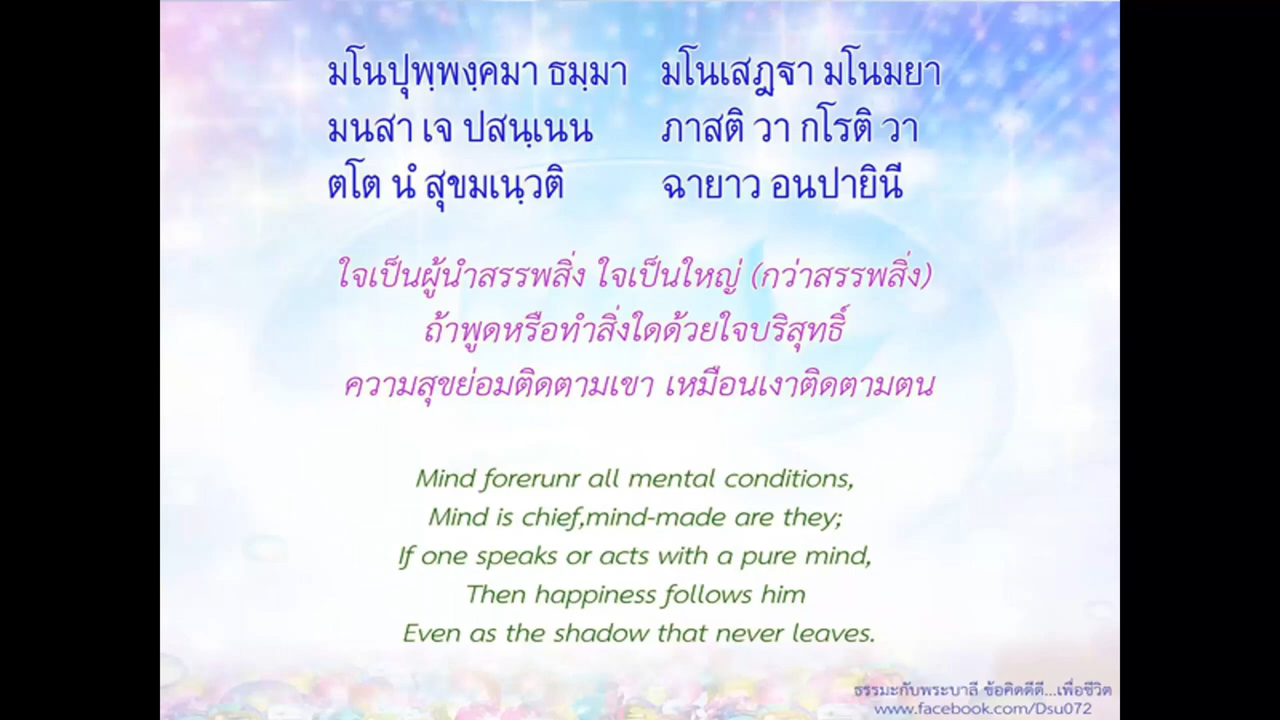 มโนปุพฺพงฺคมา ธมฺมา มโนเสฎฺฐา มโนมยา
มนสา เจ ปสนฺเนน ภาสติ วา กโรติ วา
ตโต นํ สุขมเนฺวติ ฉายาว อนปายินี
ใจเป็นผู้นำสรรพสิ่ง ใจเป็นใหญ่ (กว่าสรรพสิ่ง)
ถ้าพูดหรือทำสิ่งใดด้วยใจบริสุทธิ์
ความสุขย่อมติดตามเขา เหมือนเงาติดตามตน
Mind forerunr all mental conditions,
Mind is chief,mind-made are they;
If one speaks or acts with a pure mind,
Then happiness follows him
Even as the shadow that never leaves.
ธรรมะกับพระบาลี ข้อคิดดีดี...เพื่อชีวิต
www.facebook.com/Dsu072